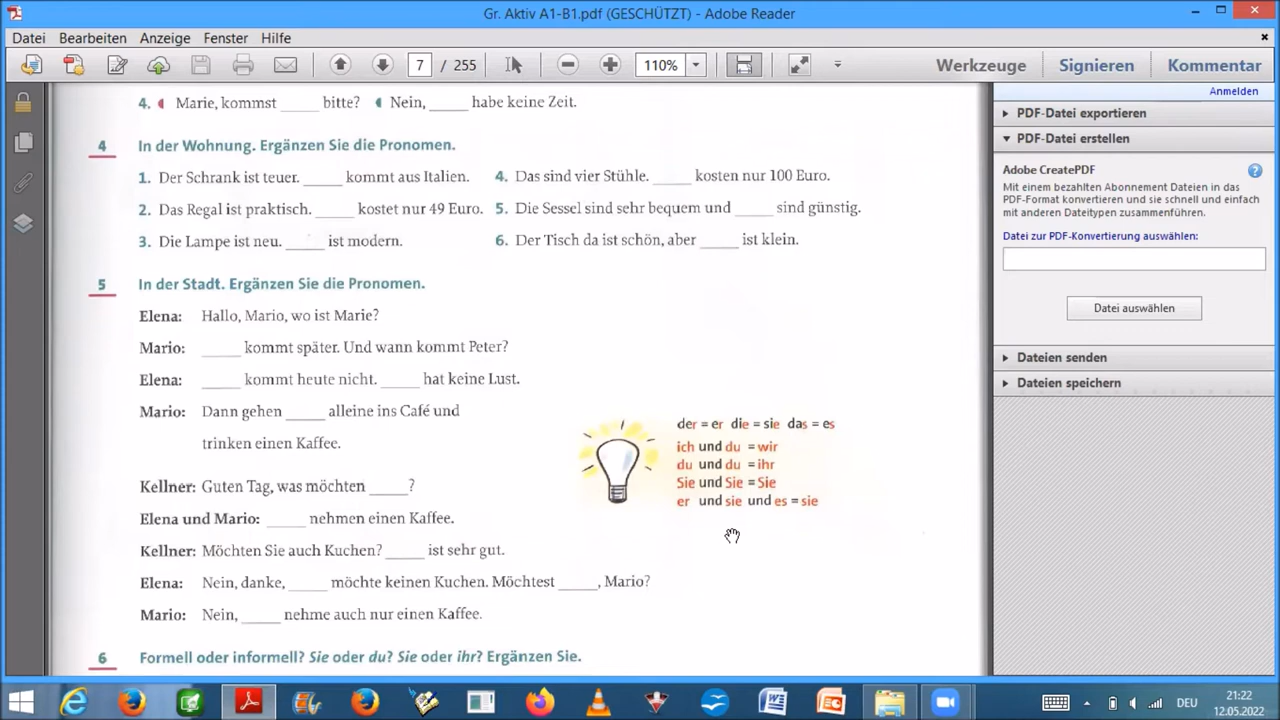 Gr. Aktiv A1-B1.pdf (GESCHÜTZT) - Adobe Reader
Datei Bearbeiten Anzeige Fenster Hilfe
7 / 255 110% Werkzeuge Signieren Kommentar
4. Marie, kommst _____ bitte? Nein, _____ habe keine Zeit.
4 In der Wohnung. Ergänzen Sie die Pronomen.
1. Der Schrank ist teuer. _____ kommt aus Italien.
2. Das Regal ist praktisch. _____ kostet nur 49 Euro.
3. Die Lampe ist neu. _____ ist modern.
4. Das sind vier Stühle. _____ kosten nur 100 Euro.
5. Die Sessel sind sehr bequem und _____ sind günstig.
6. Der Tisch da ist schön, aber _____ ist klein.
5 In der Stadt. Ergänzen Sie die Pronomen.
Elena: Hallo, Mario, wo ist Marie?
Mario: _____ kommt später. Und wann kommt Peter?
Elena: _____ kommt heute nicht. _____ hat keine Lust.
Mario: Dann gehen _____ alleine ins Café und
trinken einen Kaffee.
Kellner: Guten Tag, was möchten _____?
Elena und Mario: _____ nehmen einen Kaffee.
Kellner: Möchten Sie auch Kuchen? _____ ist sehr gut.
Elena: Nein, danke, _____ möchte keinen Kuchen. Möchtest _____, Mario?
Mario: Nein, _____ nehme auch nur einen Kaffee.
der = er die = sie das = es
ich und du = wir
du und du = ihr
Sie und Sie = Sie
er und sie und es = sie
6 Formell oder informell? Sie oder du? Sie oder ihr? Ergänzen Sie.
Anmelden
PDF-Datei exportieren
PDF-Datei erstellen
Adobe CreatePDF
Mit einem bezahlten Abonnement Dateien in das
PDF-Format konvertieren und sie schnell und einfach
mit anderen Dateitypen zusammenführen.
Datei zur PDF-Konvertierung auswählen:
Datei auswählen
Dateien senden
Dateien speichern
DEU
21:22
12.05.2022